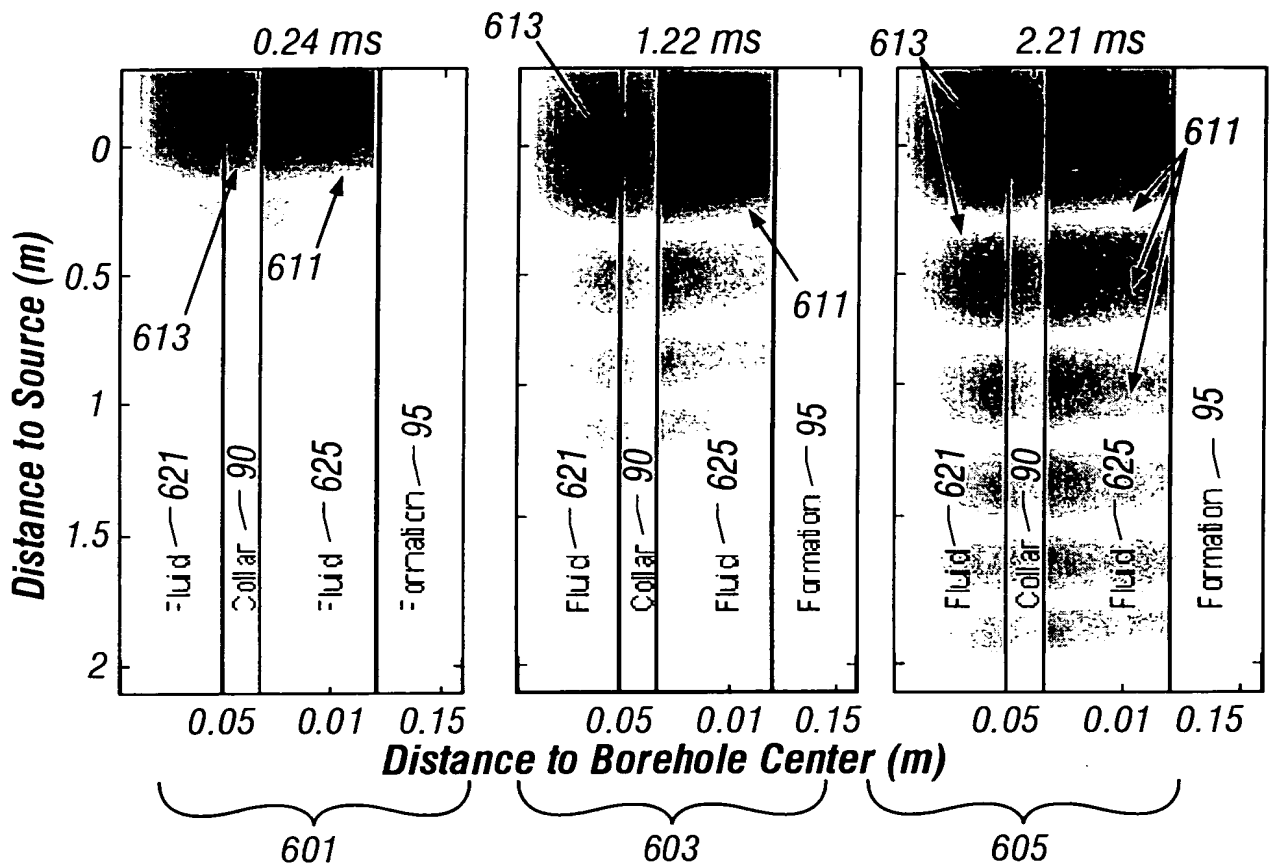 613
613
0.24 ms
1.22 ms
2.21 ms
611
0
0.5
1
1.5
2
Distance to Source (m)
613
611
611
Fluid 621
Collar 90
Fluid 625
Formation 95
Fluid 621
Collar 90
Fluid 625
Formation 95
Fluid 621
Collar 90
Fluid 625
Formation 95
0.05 0.01 0.15
0.05 0.01 0.15
0.05 0.01 0.15
Distance to Borehole Center (m)
601
603
605